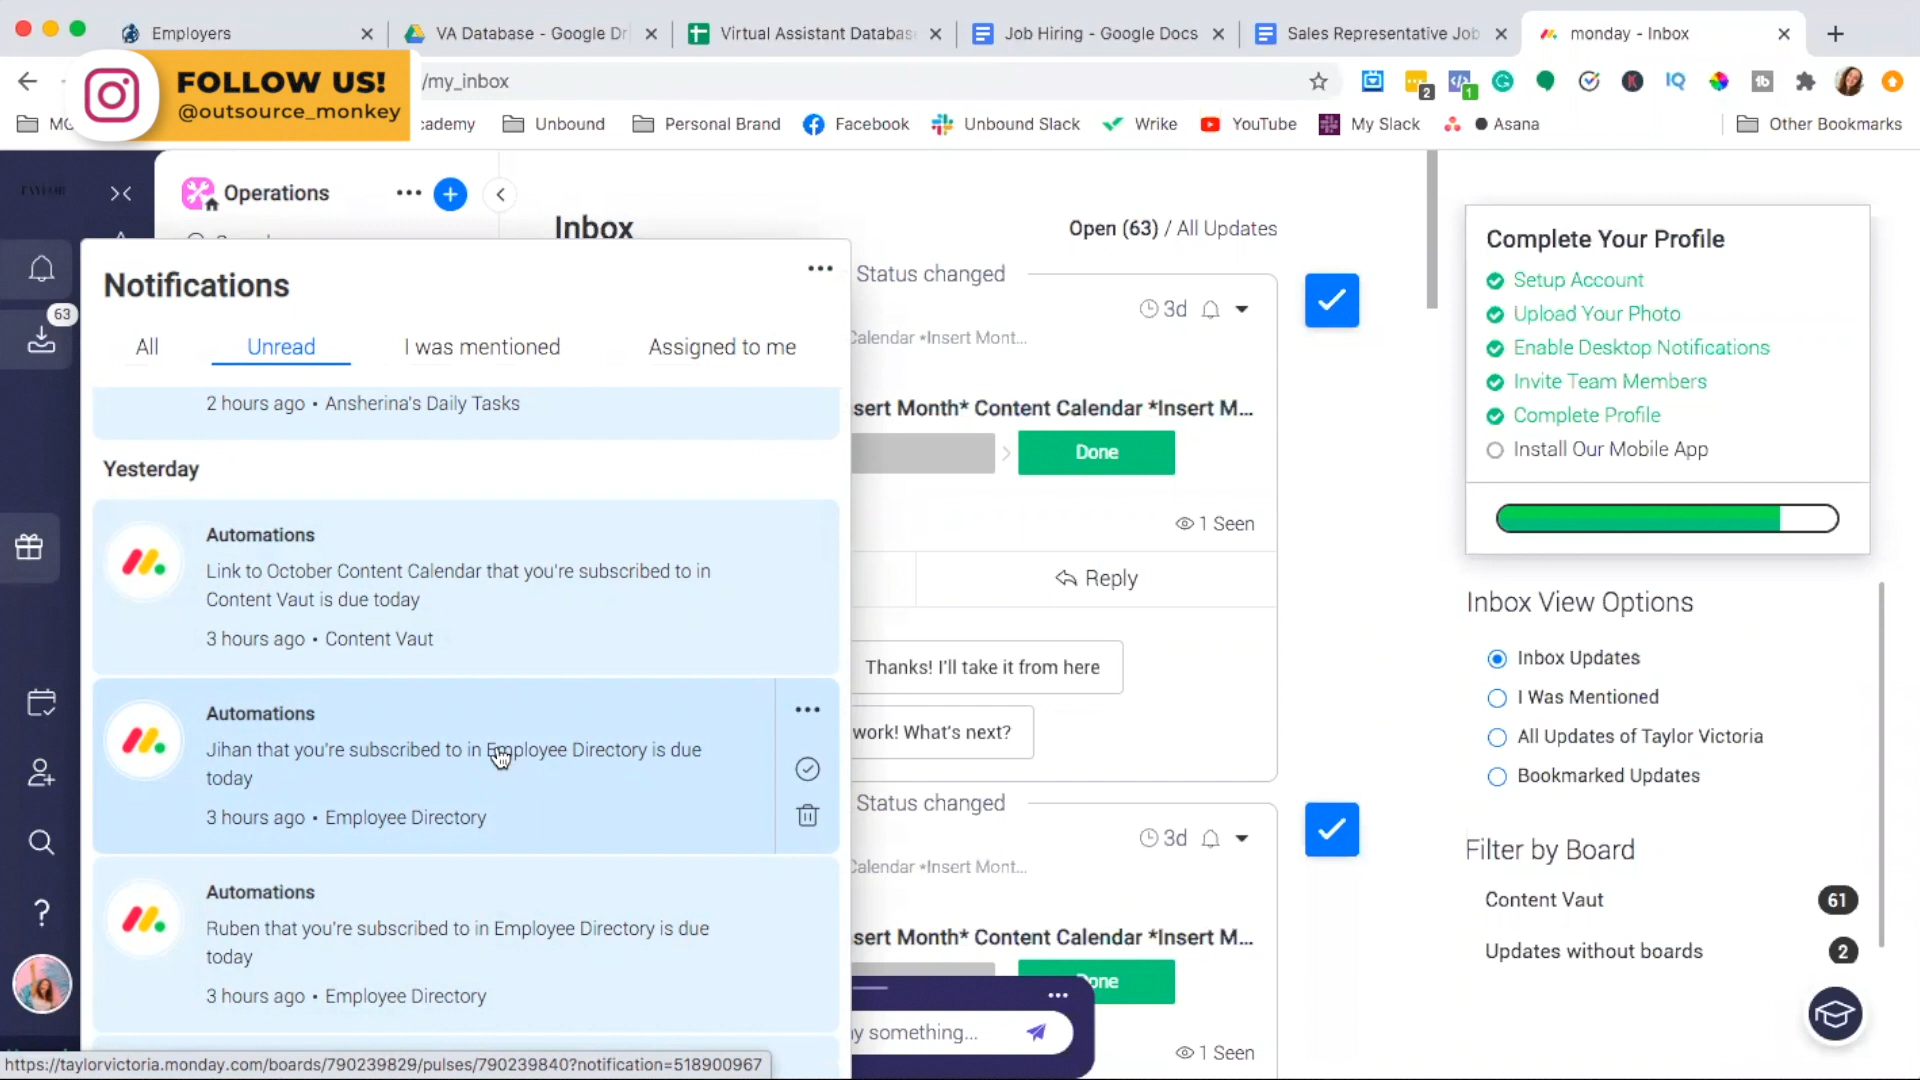 Employers
VA Database - Google Dr
Virtual Assistant Databas
Job Hiring - Google Docs
Sales Representative Job
monday - Inbox
FOLLOW US!
@outsource_monkey
/my_inbox
2
1
IQ
cademy
Unbound
Personal Brand
Facebook
Unbound Slack
Wrike
YouTube
My Slack
Asana
Other Bookmarks
TAYLOR
Operations
Inbox
Open (63) / All Updates
63
Notifications
All
Unread
I was mentioned
Assigned to me
2 hours ago • Ansherina's Daily Tasks
Yesterday
Automations
Link to October Content Calendar that you're subscribed to in
Content Vaut is due today
3 hours ago • Content Vaut
Automations
Jihan that you're subscribed to in Employee Directory is due
today
3 hours ago • Employee Directory
Automations
Ruben that you're subscribed to in Employee Directory is due
today
3 hours ago • Employee Directory
Status changed
3d
Calendar *Insert Mont...
sert Month* Content Calendar *Insert M...
Done
1 Seen
Reply
Thanks! I'll take it from here
work! What's next?
Status changed
3d
Calendar *Insert Mont...
sert Month* Content Calendar *Insert M...
one
y something...
1 Seen
Complete Your Profile
Setup Account
Upload Your Photo
Enable Desktop Notifications
Invite Team Members
Complete Profile
Install Our Mobile App
Inbox View Options
Inbox Updates
I Was Mentioned
All Updates of Taylor Victoria
Bookmarked Updates
Filter by Board
Content Vaut
61
Updates without boards
2
https://taylorvictoria.monday.com/boards/790239829/pulses/790239840?notification=518900967